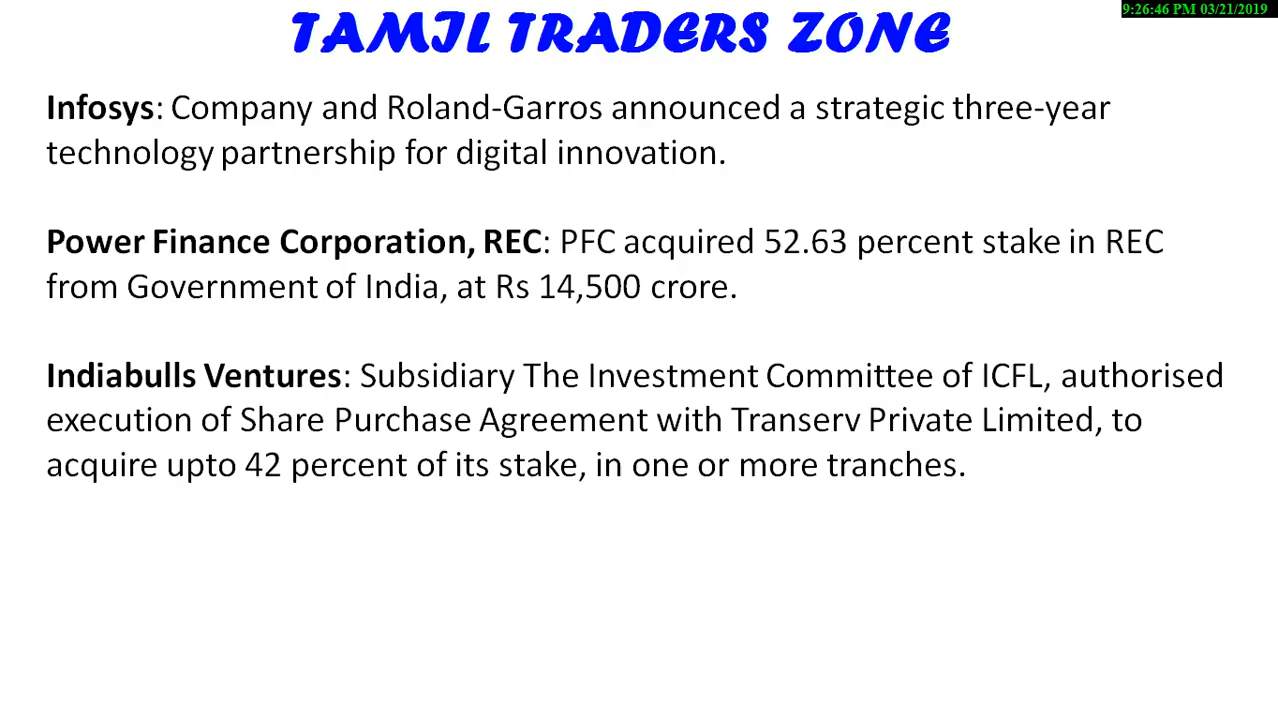 9:26:46 PM 03/21/2019
TAMIL TRADERS ZONE
Infosys: Company and Roland-Garros announced a strategic three-year
technology partnership for digital innovation.
Power Finance Corporation, REC: PFC acquired 52.63 percent stake in REC
from Government of India, at Rs 14,500 crore.
Indiabulls Ventures: Subsidiary The Investment Committee of ICFL, authorised
execution of Share Purchase Agreement with Transerv Private Limited, to
acquire upto 42 percent of its stake, in one or more tranches.